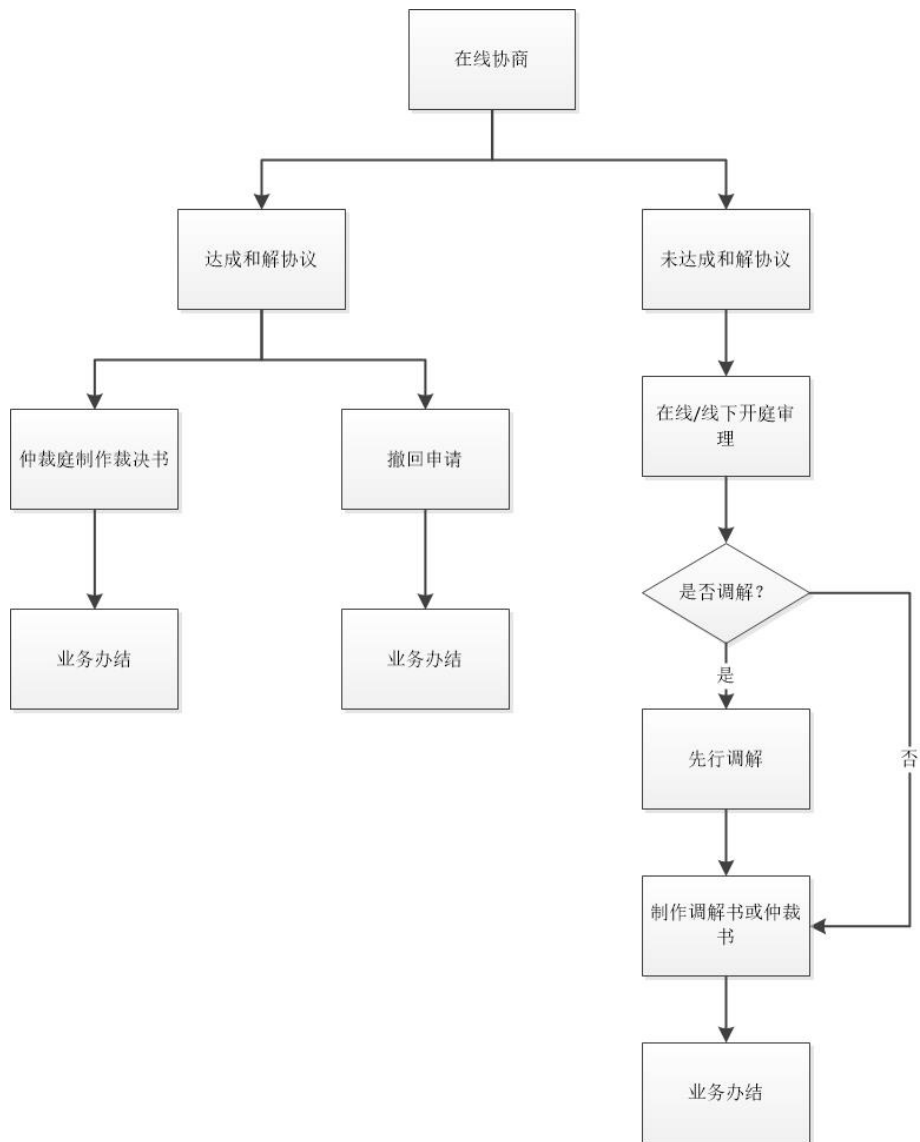 在线协商
达成和解协议
未达成和解协议
仲裁庭制作裁决书
撤回申请
在线/线下开庭审
理
业务办结
业务办结
是否调解？
是
先行调解
否
制作调解书或仲裁
书
业务办结